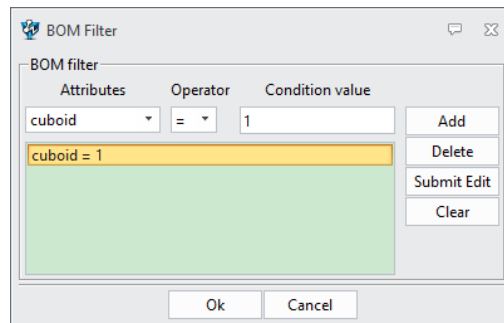 BOM Filter
BOM filter
Attributes Operator Condition value
cuboid = 1 Add
cuboid = 1 Delete
Submit Edit
Clear
Ok Cancel